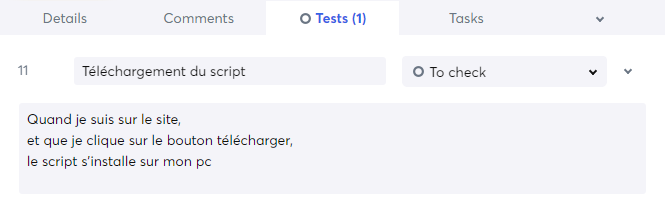 Details Comments Tests (1) Tasks
11 Téléchargement du script To check
Quand je suis sur le site,
et que je clique sur le bouton télécharger,
le script s'installe sur mon pc